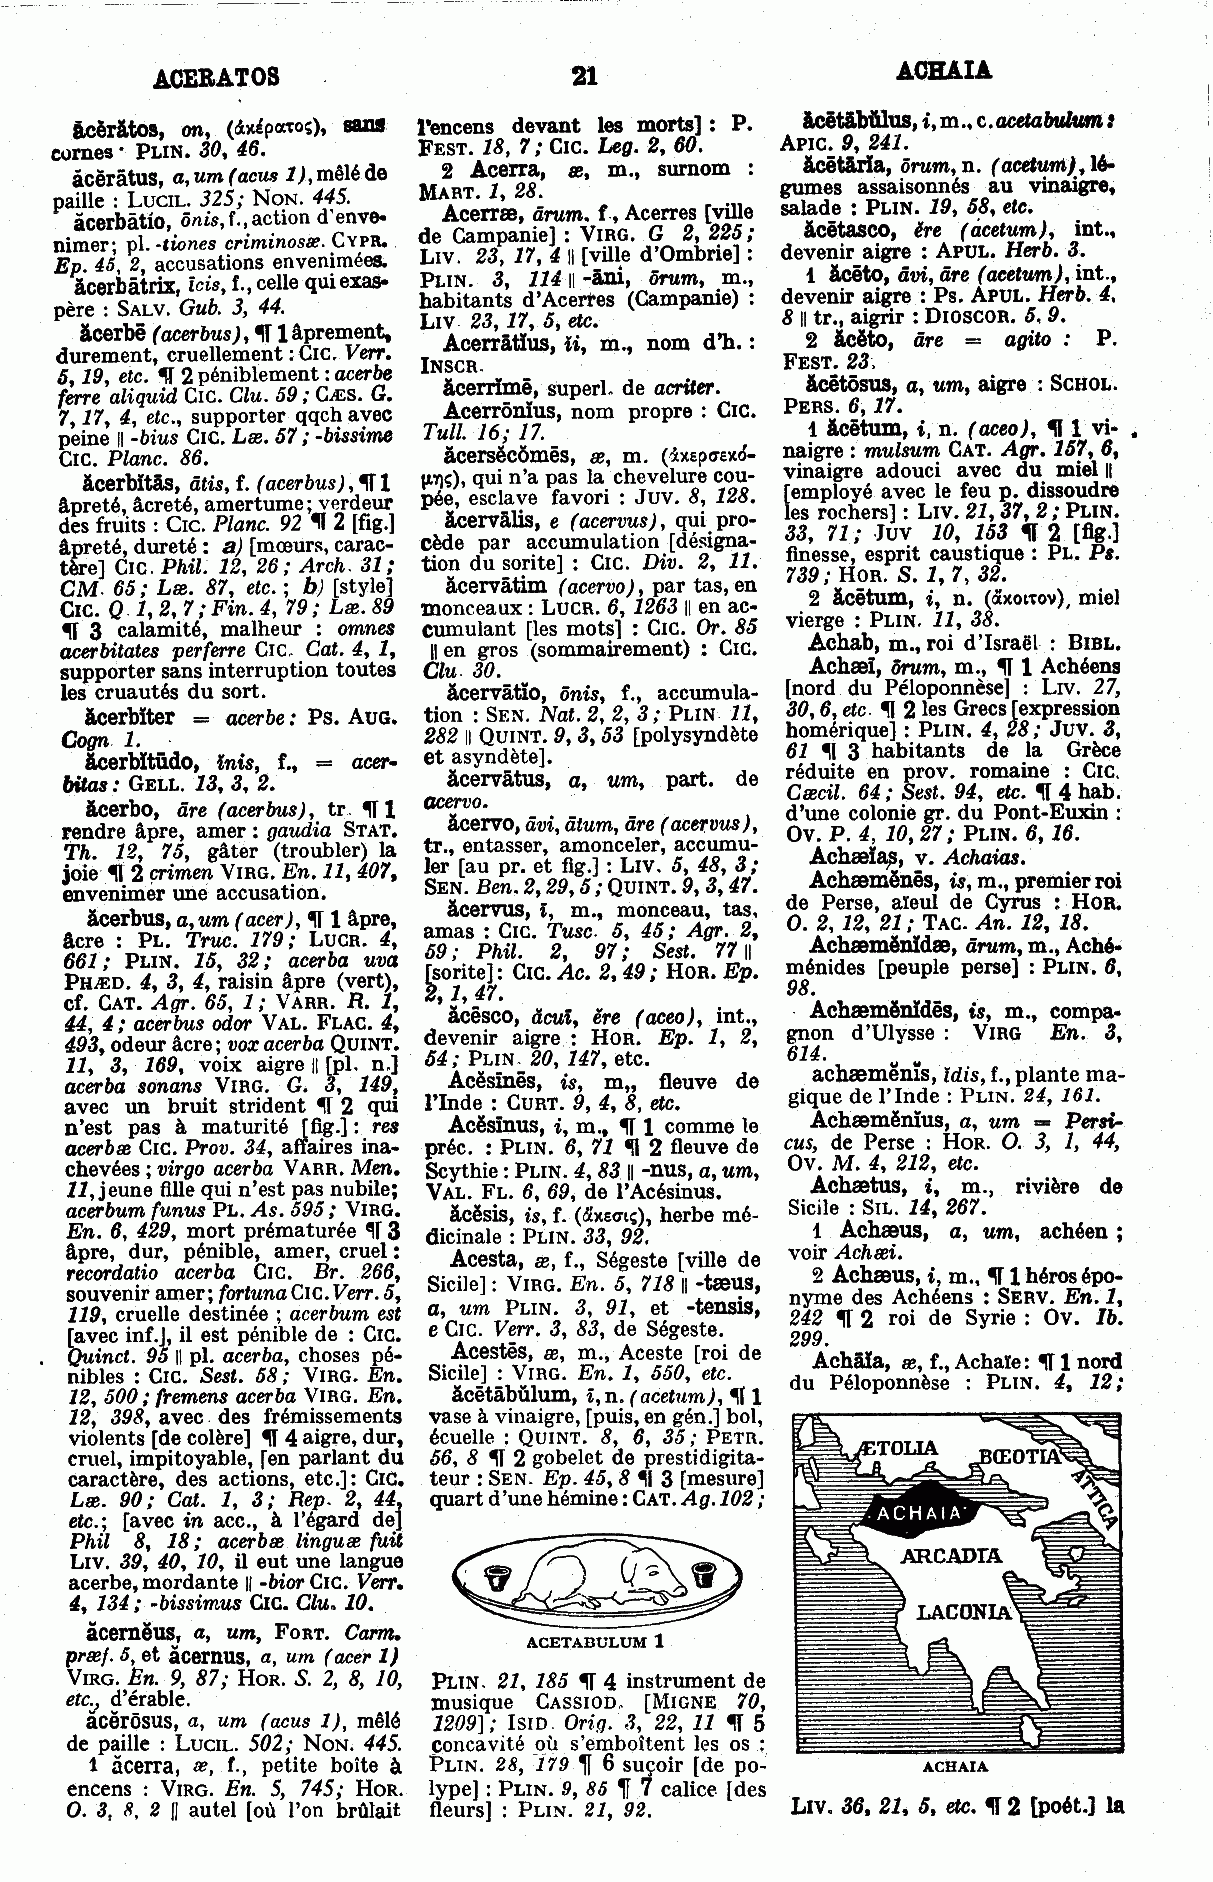 ACERATOS
21
ACHAIA
ăcĕrătos, on, (ἀκέρατος), sans
cornes· PLIN. 30, 46.
ăcĕrātus, a, um (acus 1), mêlé de
paille : LUCIL. 325; NON. 445.
ăcerbātĭo, ōnis, f., action d'enve-
nimer; pl. -tiones criminosæ. CYPR.
Ep. 45, 2, accusations envenimées.
ăcerbātrix, īcis, f., celle qui exas-
père : SALV. Gub. 3, 44.
ăcerbē (acerbus), ¶ 1 âprement,
durement, cruellement : CIC. Verr.
5, 19, etc. ¶ 2 péniblement : acerbe
ferre aliquid CIC. Clu. 59 ; CÆS. G.
7, 17, 4, etc., supporter qqch avec
peine || -bius CIC. Læ. 57 ; -bissime
CIC. Planc. 86.
ăcerbĭtās, ātis, f. (acerbus), ¶ 1
âpreté, âcreté, amertume; verdeur
des fruits : CIC. Planc. 92 ¶ 2 [fig.]
âpreté, dureté : a) [mœurs, carac-
tère] CIC. Phil. 12, 26 ; Arch. 31 ;
CM. 65 ; Læ. 87, etc. ; b) [style]
CIC. Q. 1, 2, 7 ; Fin. 4, 79 ; Læ. 89
¶ 3 calamité, malheur : omnes
acerbitates perferre CIC. Cat. 4, 1,
supporter sans interruption toutes
les cruautés du sort.
ăcerbĭter = acerbe : PS. AUG.
Cogn. 1.
ăcerbĭtūdo, ĭnis, f., = acer-
bitas : GELL. 13, 3, 2.
ăcerbo, āre (acerbus), tr. ¶ 1
rendre âpre, amer : gaudia STAT.
Th. 12, 75, gâter (troubler) la
joie ¶ 2 crimen VIRG. En. 11, 407,
envenimer une accusation.
ăcerbus, a, um (acer), ¶ 1 âpre,
âcre : PL. Truc. 179 ; LUCR. 4,
661 ; PLIN. 15, 32 ; acerba uva
PHÆD. 4, 3, 4, raisin âpre (vert),
cf. CAT. Agr. 65, 1 ; VARR. R. 1,
44, 4 ; acerbus odor VAL. FLAC. 4,
493, odeur âcre ; vox acerba QUINT.
11, 3, 169, voix aigre || [pl. n.]
acerba sonans VIRG. G. 3, 149,
avec un bruit strident ¶ 2 qui
n'est pas à maturité [fig.] : res
acerbæ CIC. Prov. 34, affaires ina-
chevées ; virgo acerba VARR. Men.
11, jeune fille qui n'est pas nubile;
acerbum funus PL. As. 595 ; VIRG.
En. 6, 429, mort prématurée ¶ 3
âpre, dur, pénible, amer, cruel :
recordatio acerba CIC. Br. 266,
souvenir amer; fortuna CIC. Verr. 5,
119, cruelle destinée ; acerbum est
[avec inf.], il est pénible de : CIC.
Quinct. 95 || pl. acerba, choses pé-
nibles : CIC. Sest. 58 ; VIRG. En.
12, 500 ; fremens acerba VIRG. En.
12, 398, avec des frémissements
violents [de colère] ¶ 4 aigre, dur,
cruel, impitoyable, [en parlant du
caractère, des actions, etc.] : CIC.
Læ. 90 ; Cat. 1, 3 ; Rep. 2, 44,
etc.; [avec in acc., à l'égard de]
Phil 8, 18 ; acerbæ linguæ fuit
LIV. 39, 40, 10, il eut une langue
acerbe, mordante || -bior CIC. Verr.
4, 134 ; -bissimus CIC. Clu. 10.
ăcernĕus, a, um, FORT. Carm.
præf. 5, et ăcernus, a, um (acer 1)
VIRG. En. 9, 87 ; HOR. S. 2, 8, 10,
etc., d'érable.
ăcĕrōsus, a, um (acus 1), mêlé
de paille : LUCIL. 502 ; NON. 445.
1 ăcerra, æ, f., petite boîte à
encens : VIRG. En. 5, 745 ; HOR.
O. 3, 8, 2 || autel [où l'on brûlait
l'encens devant les morts] : P.
FEST. 18, 7 ; CIC. Leg. 2, 60.
2 Acerra, æ, m., surnom :
MART. 1, 28.
Acerræ, ārum. f., Acerres [ville
de Campanie] : VIRG. G 2, 225 ;
LIV. 23, 17, 4 || [ville d'Ombrie] :
PLIN. 3, 114 || -āni, ōrum, m.,
habitants d'Acerres (Campanie) :
LIV. 23, 17, 5, etc.
Acerrātĭus, ĭi, m., nom d'h. :
INSCR.
ăcerrĭmē, superl. de acriter.
Acerrōnĭus, nom propre : CIC.
Tull. 16 ; 17.
ăcersĕcŏmēs, æ, m. (ἀκερσεκό-
μης), qui n'a pas la chevelure cou-
pée, esclave favori : JUV. 8, 128.
ăcervālis, e (acervus), qui pro-
cède par accumulation [désigna-
tion du sorite] : CIC. Div. 2, 11.
ăcervātim (acervo), par tas, en
monceaux : LUCR. 6, 1263 || en ac-
cumulant [les mots] : CIC. Or. 85
|| en gros (sommairement) : CIC.
Clu. 30.
ăcervātĭo, ōnis, f., accumula-
tion : SEN. Nat. 2, 2, 3 ; PLIN 11,
282 || QUINT. 9, 3, 53 [polysyndète
et asyndète].
ăcervātus, a, um, part. de
acervo.
ăcervo, āvi, ātum, āre (acervus),
tr., entasser, amonceler, accumu-
ler [au pr. et fig.] : LIV. 5, 48, 3 ;
SEN. Ben. 2, 29, 5 ; QUINT. 9, 3, 47.
ăcervus, ī, m., monceau, tas,
amas : CIC. Tusc. 5, 45 ; Agr. 2,
59 ; Phil. 2, 97 ; Sest. 77 ||
[sorite] : CIC. Ac. 2, 49 ; HOR. Ep.
2, 1, 47.
ăcēsco, ăcuī, ĕre (aceo), int.,
devenir aigre : HOR. Ep. 1, 2,
54 ; PLIN. 20, 147, etc.
Acĕsīnēs, is, m., fleuve de
l'Inde : CURT. 9, 4, 8, etc.
Acĕsīnus, i, m., ¶ 1 comme le
préc. : PLIN. 6, 71 ¶ 2 fleuve de
Scythie : PLIN. 4, 83 || -nus, a, um,
VAL. FL. 6, 69, de l'Acésinus.
ăcĕsis, is, f. (ἄκεσις), herbe mé-
dicinale : PLIN. 33, 92.
Acesta, æ, f., Ségeste [ville de
Sicile] : VIRG. En. 5, 718 || -tæus,
a, um PLIN. 3, 91, et -tensis,
e CIC. Verr. 3, 83, de Ségeste.
Acestēs, æ, m., Aceste [roi de
Sicile] : VIRG. En. 1, 550, etc.
ăcētābŭlum, ī, n. (acetum), ¶ 1
vase à vinaigre, [puis, en gén.] bol,
écuelle : QUINT. 8, 6, 35 ; PETR.
56, 8 ¶ 2 gobelet de prestidigita-
teur : SEN. Ep. 45, 8 ¶ 3 [mesure]
quart d'une hémine : CAT. Ag. 102 ;
ACETABULUM 1
PLIN. 21, 185 ¶ 4 instrument de
musique CASSIOD. [MIGNE 70,
1209] ; ISID. Orig. 3, 22, 11 ¶ 5
concavité où s'emboîtent les os :
PLIN. 28, 179 ¶ 6 suçoir [de po-
lype] : PLIN. 9, 85 ¶ 7 calice [des
fleurs] : PLIN. 21, 92.
ăcētābŭlus, i, m., c. acetabulum :
APIC. 9, 241.
ăcētārĭa, ōrum, n. (acetum), lé-
gumes assaisonnés au vinaigre,
salade : PLIN. 19, 58, etc.
ăcētasco, ĕre (acetum), int.,
devenir aigre : APUL. Herb. 3.
1 ăcēto, āvi, āre (acetum), int.,
devenir aigre : PS. APUL. Herb. 4,
8 || tr., aigrir : DIOSCOR. 5, 9.
2 ăcĕto, āre = agito : P.
FEST. 23.
ăcētōsus, a, um, aigre : SCHOL.
PERS. 6, 17.
1 ăcētum, i, n. (aceo), ¶ 1 vi-
naigre : mulsum CAT. Agr. 157, 6,
vinaigre adouci avec du miel ||
[employé avec le feu p. dissoudre
les rochers] : LIV. 21, 37, 2 ; PLIN.
33, 71 ; JUV 10, 153 ¶ 2 [fig.]
finesse, esprit caustique : PL. Ps.
739 ; HOR. S. 1, 7, 32.
2 ăcētum, i, n. (ἄκοιτον), miel
vierge : PLIN. 11, 38.
Achab, m., roi d'Israël : BIBL.
Achæī, ōrum, m., ¶ 1 Achéens
[nord du Péloponnèse] : LIV. 27,
30, 6, etc. ¶ 2 les Grecs [expression
homérique] : PLIN. 4, 28 ; JUV. 3,
61 ¶ 3 habitants de la Grèce
réduite en prov. romaine : CIC.
Cæcil. 64 ; Sest. 94, etc. ¶ 4 hab.
d'une colonie gr. du Pont-Euxin :
OV. P. 4, 10, 27 ; PLIN. 6, 16.
Achæĭas, v. Achaias.
Achæmĕnēs, is, m., premier roi
de Perse, aïeul de Cyrus : HOR.
O. 2, 12, 21 ; TAC. An. 12, 18.
Achæmĕnĭdæ, ārum, m., Aché-
ménides [peuple perse] : PLIN. 6,
98.
Achæmĕnĭdēs, is, m., compa-
gnon d'Ulysse : VIRG En. 3,
614.
achæmĕnĭs, ĭdis, f., plante ma-
gique de l'Inde : PLIN. 24, 161.
Achæmĕnĭus, a, um = Persi-
cus, de Perse : HOR. O. 3, 1, 44,
OV. M. 4, 212, etc.
Achætus, i, m., rivière de
Sicile : SIL. 14, 267.
1 Achæus, a, um, achéen ;
voir Achæi.
2 Achæus, i, m., ¶ 1 héros épo-
nyme des Achéens : SERV. En. 1,
242 ¶ 2 roi de Syrie : OV. Ib.
299.
Achāĭa, æ, f., Achaïe : ¶ 1 nord
du Péloponnèse : PLIN. 4, 12 ;
ÆTOLIA
BŒOTIA
ATTICA
ACHAIA
ARCADIA
LACONIA
ACHAIA
LIV. 36, 21, 5, etc. ¶ 2 [poét.] la